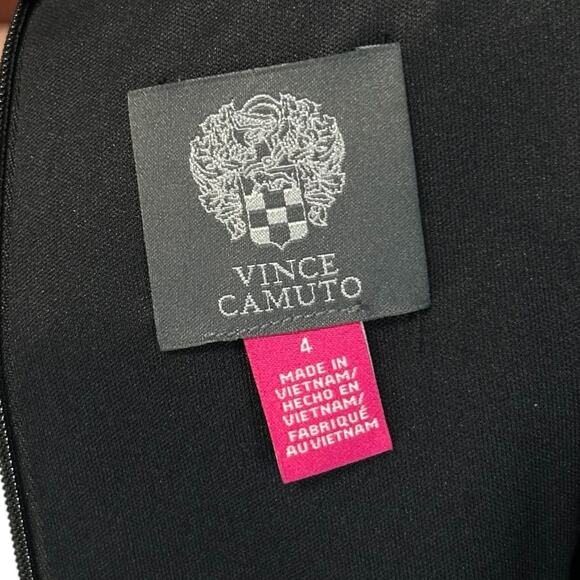 VINCE
CAMUTO
4
MADE IN
VIETNAM/
HECHO EN
VIETNAM/
FABRIQUÉ
AU VIETNAM